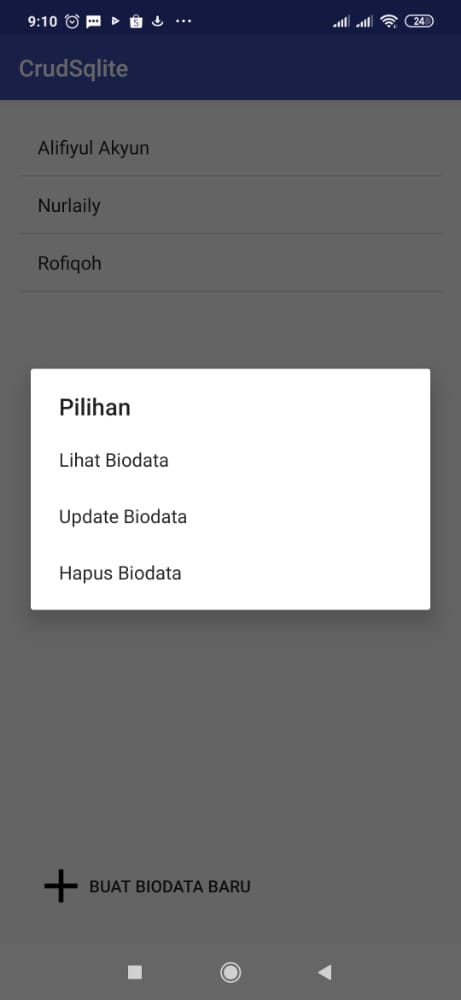 9:10
24
CrudSqlite
Alifiyul Akyun
Nurlaily
Rofiqoh
Pilihan
Lihat Biodata
Update Biodata
Hapus Biodata
BUAT BIODATA BARU